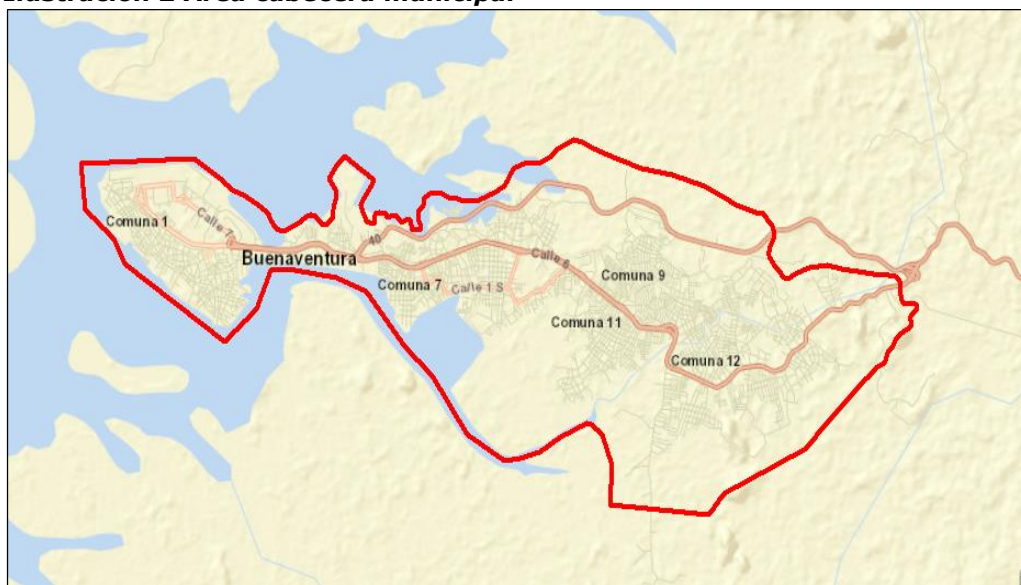 Ilustración 1 Área cabecera municipal
Comuna 1
Calle 7
40
Buenaventura
Calle 6
Comuna 7
Calle 1 S
Comuna 9
Comuna 11
Comuna 12